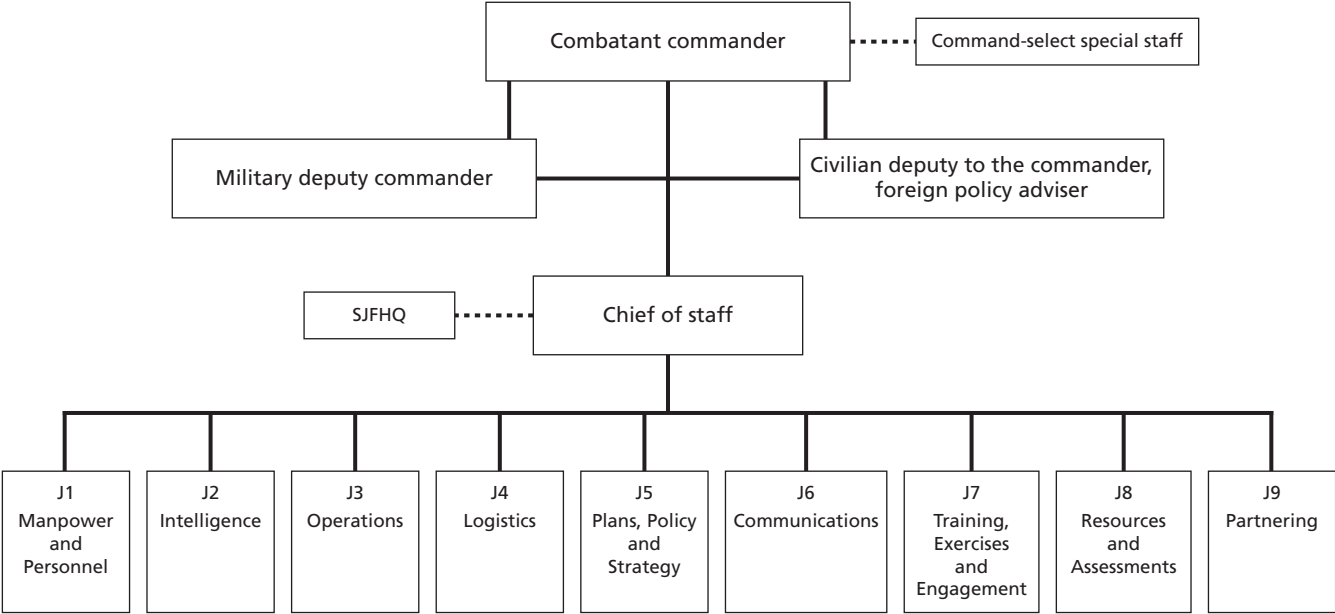 Combatant commander
Command-select special staff
Military deputy commander
Civilian deputy to the commander,
foreign policy adviser
SJFHQ
Chief of staff
J1
Manpower
and
Personnel
J2
Intelligence
J3
Operations
J4
Logistics
J5
Plans, Policy
and
Strategy
J6
Communications
J7
Training,
Exercises
and
Engagement
J8
Resources
and
Assessments
J9
Partnering